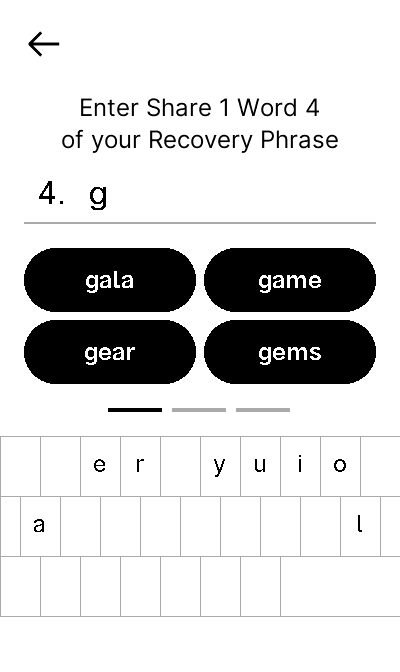 Enter Share 1 Word 4
of your Recovery Phrase
4. g
gala game
gear gems
e r y u i o
a l